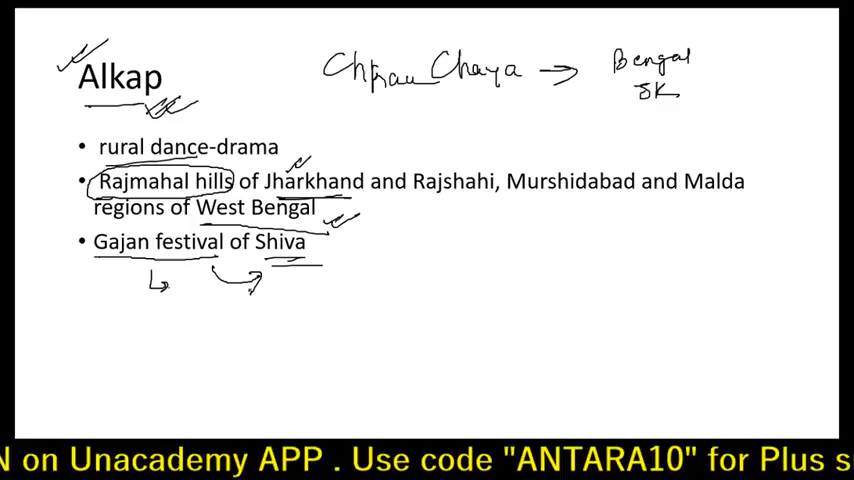 Alkap
Chhau Chaya → Bengal
JK
• rural dance-drama
• Rajmahal hills of Jharkhand and Rajshahi, Murshidabad and Malda
regions of West Bengal
• Gajan festival of Shiva
N on Unacademy APP . Use code "ANTARA10" for Plus s